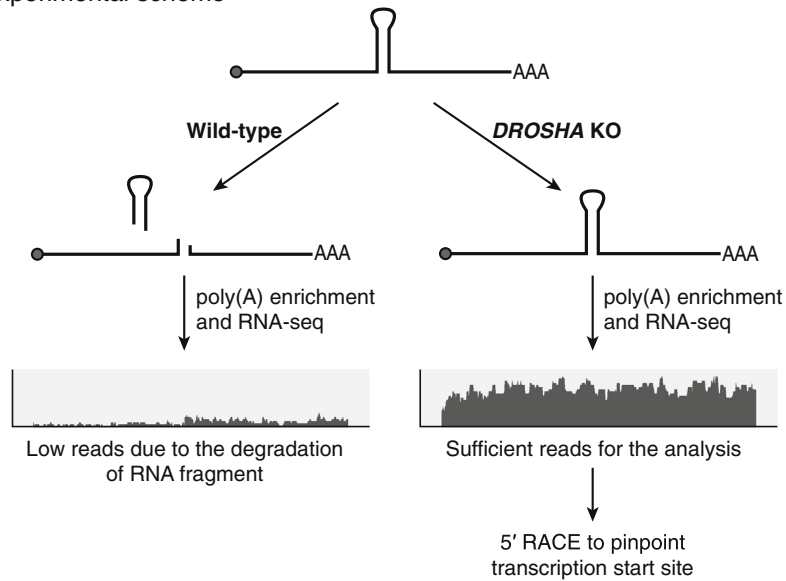 AAA
Wild-type
DROSHA KO
AAA
AAA
poly(A) enrichment
and RNA-seq
poly(A) enrichment
and RNA-seq
Low reads due to the degradation
of RNA fragment
Sufficient reads for the analysis
5′ RACE to pinpoint
transcription start site